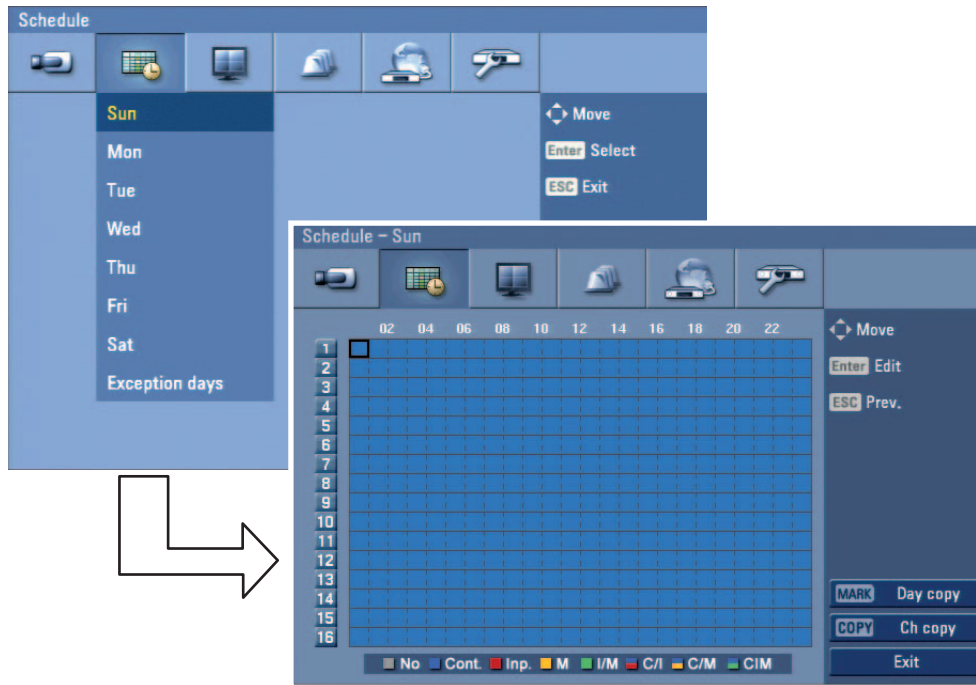 Schedule
Sun
Mon
Tue
Wed
Thu
Fri
Sat
Exception days
Move
Enter Select
ESC Exit
Schedule – Sun
02 04 06 08 10 12 14 16 18 20 22
1
2
3
4
5
6
7
8
9
10
11
12
13
14
15
16
No Cont. Inp. M I/M C/I C/M CIM
Move
Enter Edit
ESC Prev.
MARK Day copy
COPY Ch copy
Exit